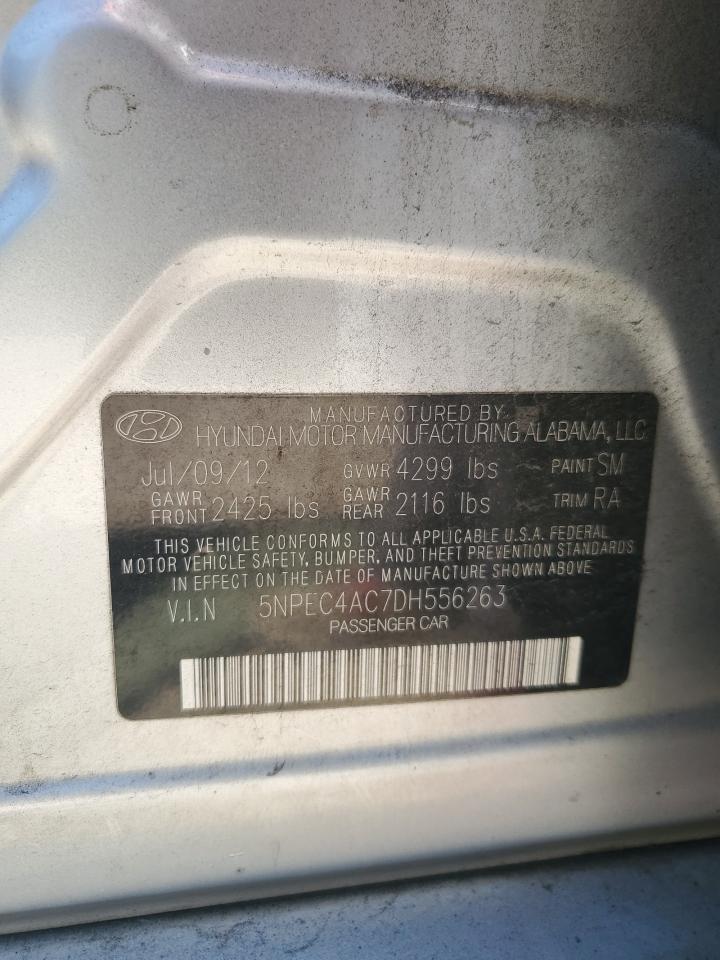 MANUFACTURED BY
HYUNDAI MOTOR MANUFACTURING ALABAMA, LLC
Jul/09/12 GVWR 4299 lbs PAINT SM
GAWR FRONT 2425 lbs GAWR REAR 2116 lbs TRIM RA
THIS VEHICLE CONFORMS TO ALL APPLICABLE U.S.A. FEDERAL
MOTOR VEHICLE SAFETY, BUMPER, AND THEFT PREVENTION STANDARDS
IN EFFECT ON THE DATE OF MANUFACTURE SHOWN ABOVE
V.I.N 5NPEC4AC7DH556263
PASSENGER CAR